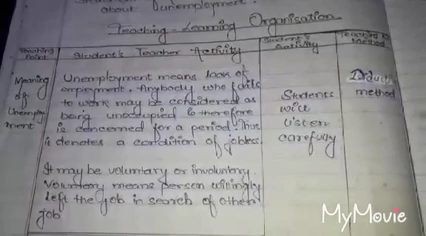 about unemployment.
Teaching-Learning Organisation
Teaching Point
Student's Teacher Activity
Student's Activity
Teaching Method
Meaning of Unemployment
Unemployment means lack of
employment. Anybody who fails
to work may be considered as
being unoccupied & therefore
is concerned for a period. This
is denotes a condition of jobless.
It may be voluntary or involuntary.
Voluntary means person willingly
left the job in search of other
job
Students
will
listen
carefully
method
MyMovie